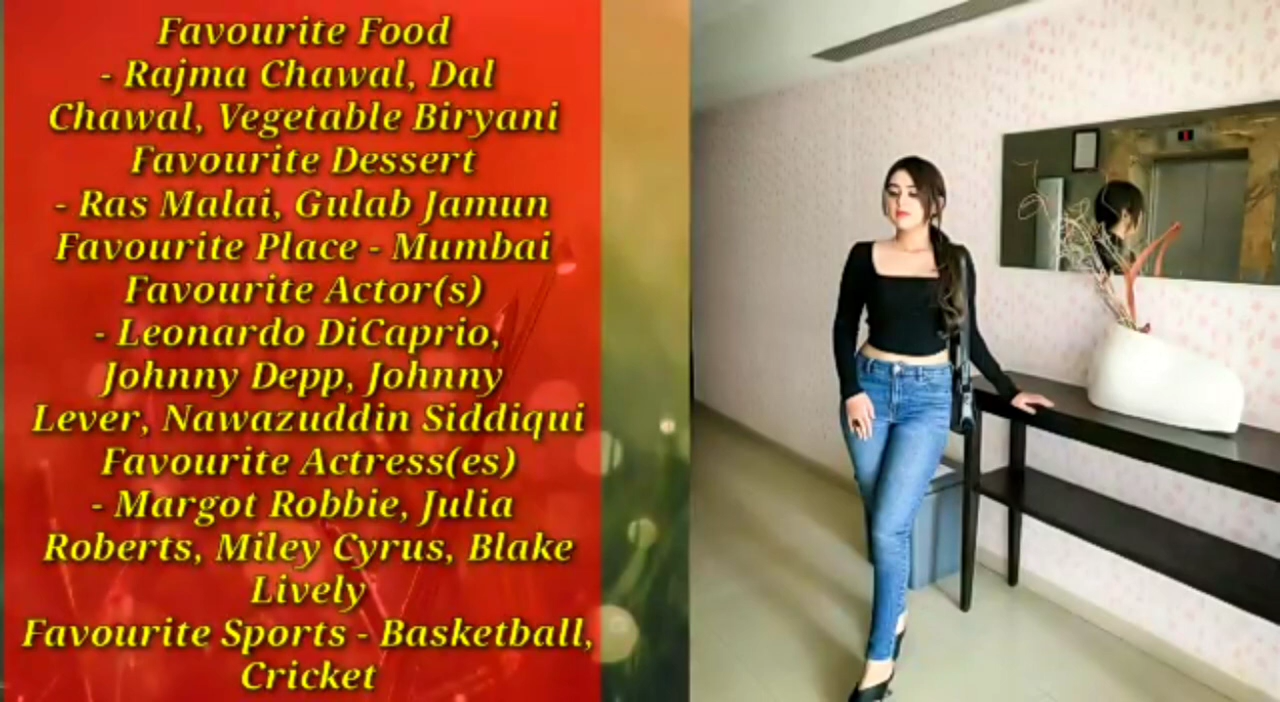 Favourite Food
- Rajma Chawal, Dal
Chawal, Vegetable Biryani
Favourite Dessert
- Ras Malai, Gulab Jamun
Favourite Place - Mumbai
Favourite Actor(s)
- Leonardo DiCaprio,
Johnny Depp, Johnny
Lever, Nawazuddin Siddiqui
Favourite Actress(es)
- Margot Robbie, Julia
Roberts, Miley Cyrus, Blake
Lively
Favourite Sports - Basketball,
Cricket